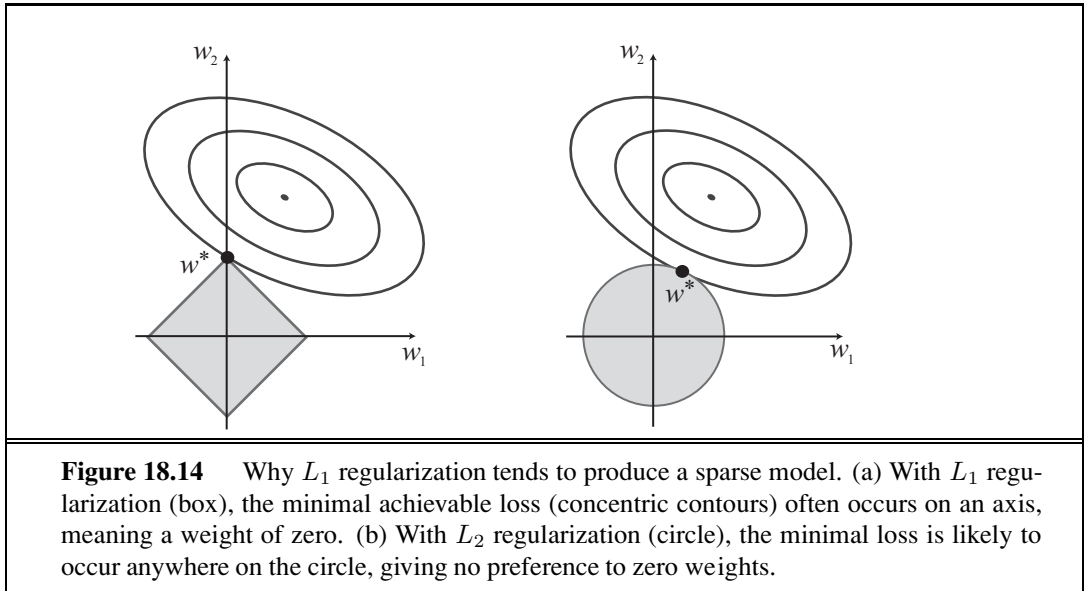 w₂
w*
w₁
w₂
w*
w₁
Figure 18.14 Why L₁ regularization tends to produce a sparse model. (a) With L₁ regu-
larization (box), the minimal achievable loss (concentric contours) often occurs on an axis,
meaning a weight of zero. (b) With L₂ regularization (circle), the minimal loss is likely to
occur anywhere on the circle, giving no preference to zero weights.